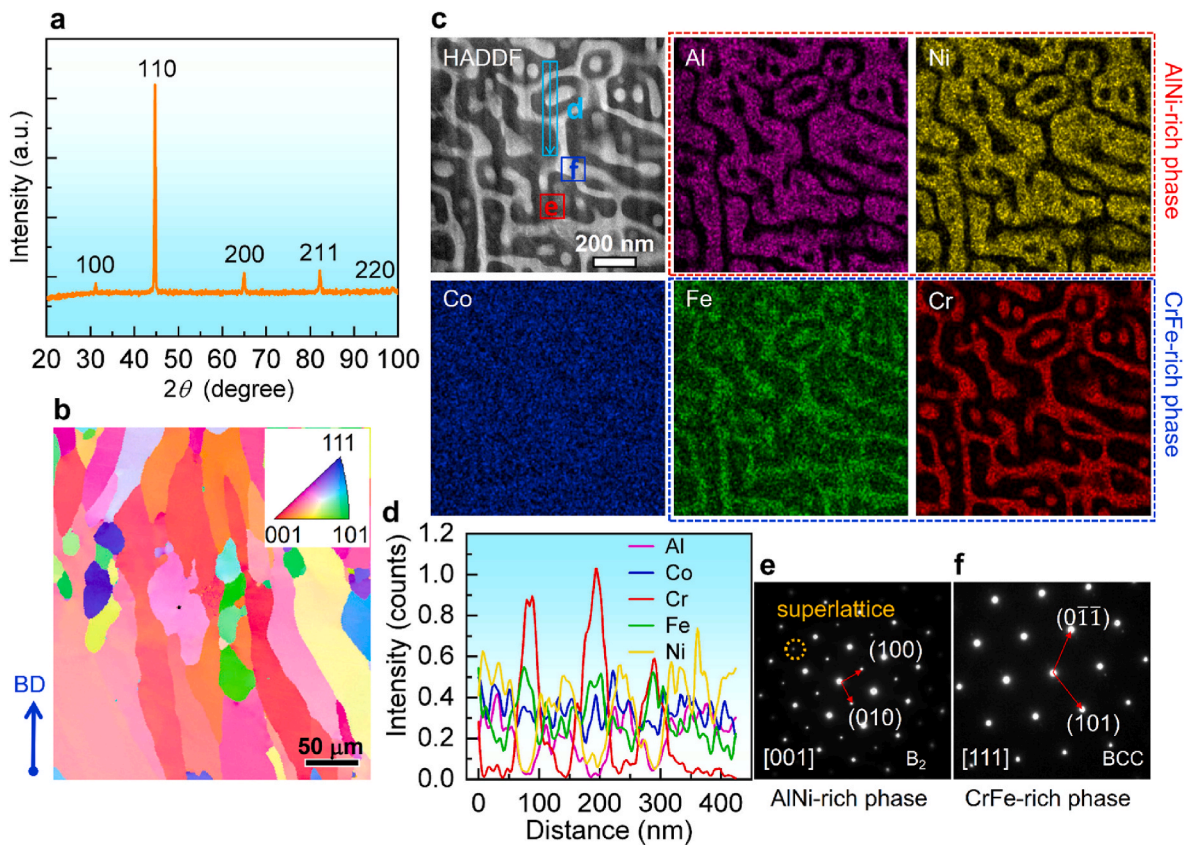 a
110
100
200
211
220
Intensity (a.u.)
20 30 40 50 60 70 80 90 100
2θ (degree)
b
111
001
101
BD
50 μm
c
HADDF
d
f
e
200 nm
Al
Ni
AlNi-rich phase
Co
Fe
Cr
CrFe-rich phase
d
1.2
1.0
0.8
0.6
0.4
0.2
0.0
Intensity (counts)
Al
Co
Cr
Fe
Ni
0 100 200 300 400
Distance (nm)
e
superlattice
(100)
(010)
[001]
B₂
AlNi-rich phase
f
(01̅1̅)
(1̅01)
[1̅11]
BCC
CrFe-rich phase